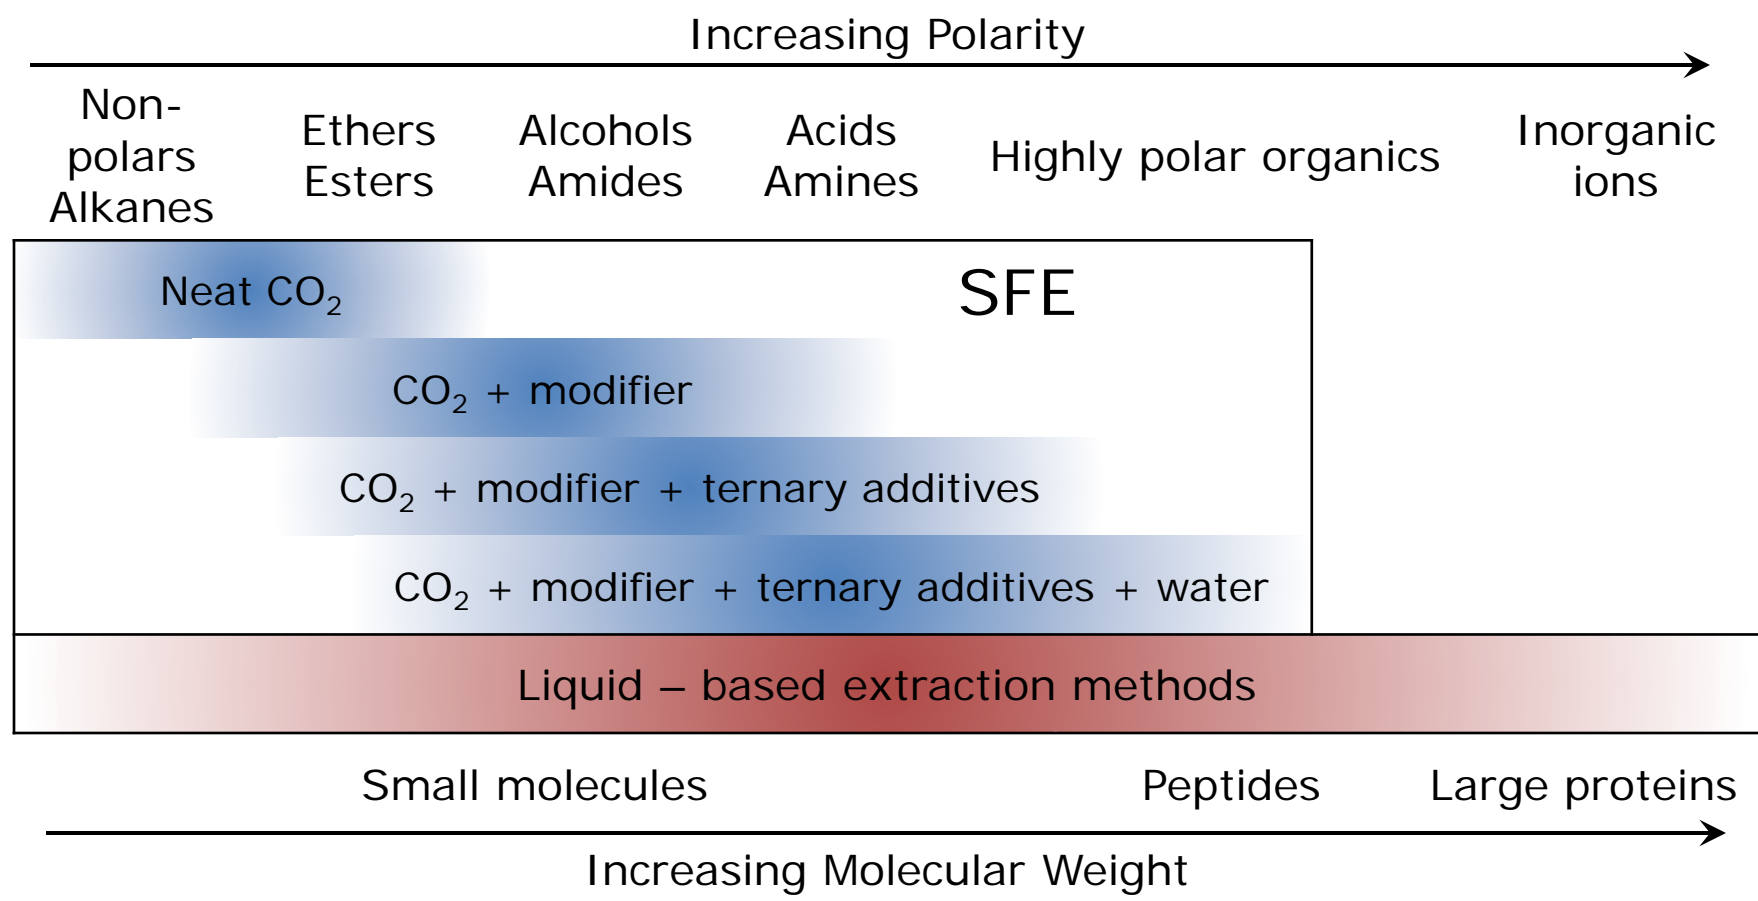 Increasing Polarity
Non-
polars
Alkanes
Ethers
Esters
Alcohols
Amides
Acids
Amines
Highly polar organics
Inorganic
ions
Neat CO₂
SFE
CO₂ + modifier
CO₂ + modifier + ternary additives
CO₂ + modifier + ternary additives + water
Liquid – based extraction methods
Small molecules
Peptides
Large proteins
Increasing Molecular Weight